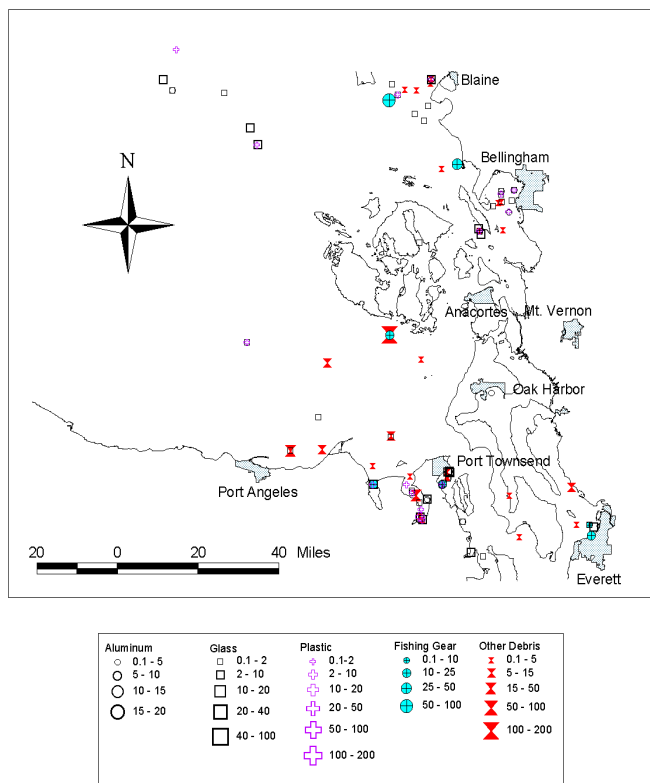 Blaine
Bellingham
N
Anacortes
Mt. Vernon
Oak Harbor
Port Townsend
Port Angeles
20 0 20 40 Miles
Everett
Aluminum
0.1 - 5
5 - 10
10 - 15
15 - 20
Glass
0.1 - 2
2 - 10
10 - 20
20 - 40
40 - 100
Plastic
0.1-2
2 - 10
10 - 20
20 - 50
50 - 100
100 - 200
Fishing Gear
0.1 - 10
10 - 25
25 - 50
50 - 100
Other Debris
0.1 - 5
5 - 15
15 - 50
50 - 100
100 - 200